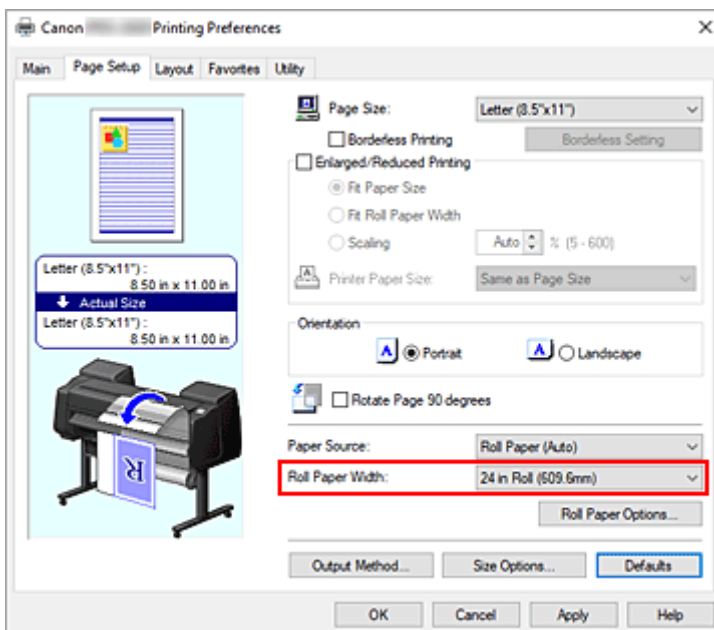 Canon Printing Preferences
Main Page Setup Layout Favorites Utility
Page Size: Letter (8.5"x11")
Borderless Printing Borderless Setting
Enlarged/Reduced Printing
Fit Paper Size
Fit Roll Paper Width
Scaling Auto % (5 - 600)
Printer Paper Size: Same as Page Size
Letter (8.5"x11") :
8.50 in x 11.00 in
Actual Size
Letter (8.5"x11") :
8.50 in x 11.00 in
Orientation
A Portrait A Landscape
Rotate Page 90 degrees
Paper Source: Roll Paper (Auto)
Roll Paper Width: 24 in Roll (609.6mm)
Roll Paper Options...
R
Output Method... Size Options... Defaults
OK Cancel Apply Help